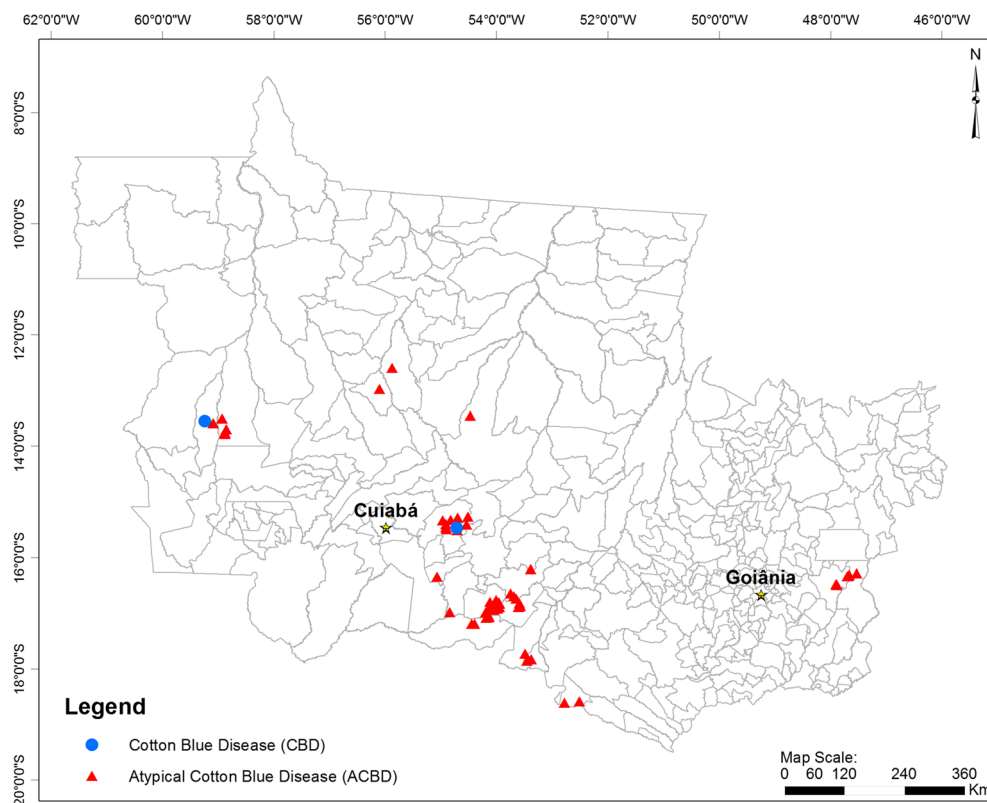 62°0'0"W 60°0'0"W 58°0'0"W 56°0'0"W 54°0'0"W 52°0'0"W 50°0'0"W 48°0'0"W 46°0'0"W
N
8°0'0"S
10°0'0"S
12°0'0"S
14°0'0"S
Cuiabá
16°0'0"S
Goiânia
18°0'0"S
Legend
Cotton Blue Disease (CBD)
Map Scale:
Atypical Cotton Blue Disease (ACBD)
0 60 120 240 360
Km
20°0'0"S